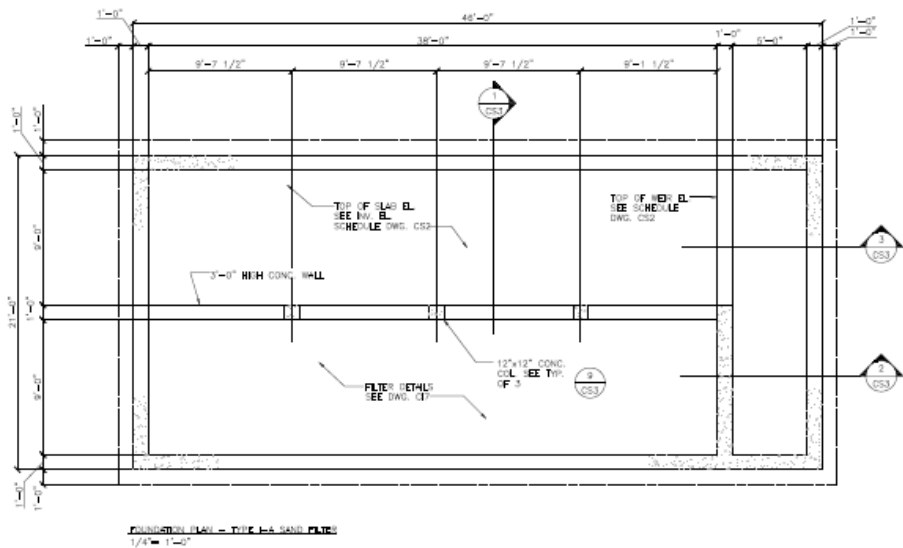 46'-0"
1'-0"
1'-0"
1'-0"
38'-0"
1'-0"
5'-0"
1'-0"
1'-0"
9'-7 1/2"
9'-7 1/2"
9'-7 1/2"
9'-1 1/2"
1
CS3
1'-0"
1'-0"
TOP OF SLAB EL.
SEE INV. EL.
SCHEDULE DWG. CS2
TOP OF WEIR EL
SEE SCHEDULE
DWG. CS2
9'-0"
3
CS3
3'-0" HIGH CONC. WALL
21'-0"
1'-0"
12"x12" CONC.
COL. SEE TYP.
OF 3
9
CS3
2
CS3
FILTER DETAILS
SEE DWG. C17
9'-0"
1'-0"
1'-0"
FOUNDATION PLAN - TYPE I-A SAND FILTER
1/4"= 1'-0"